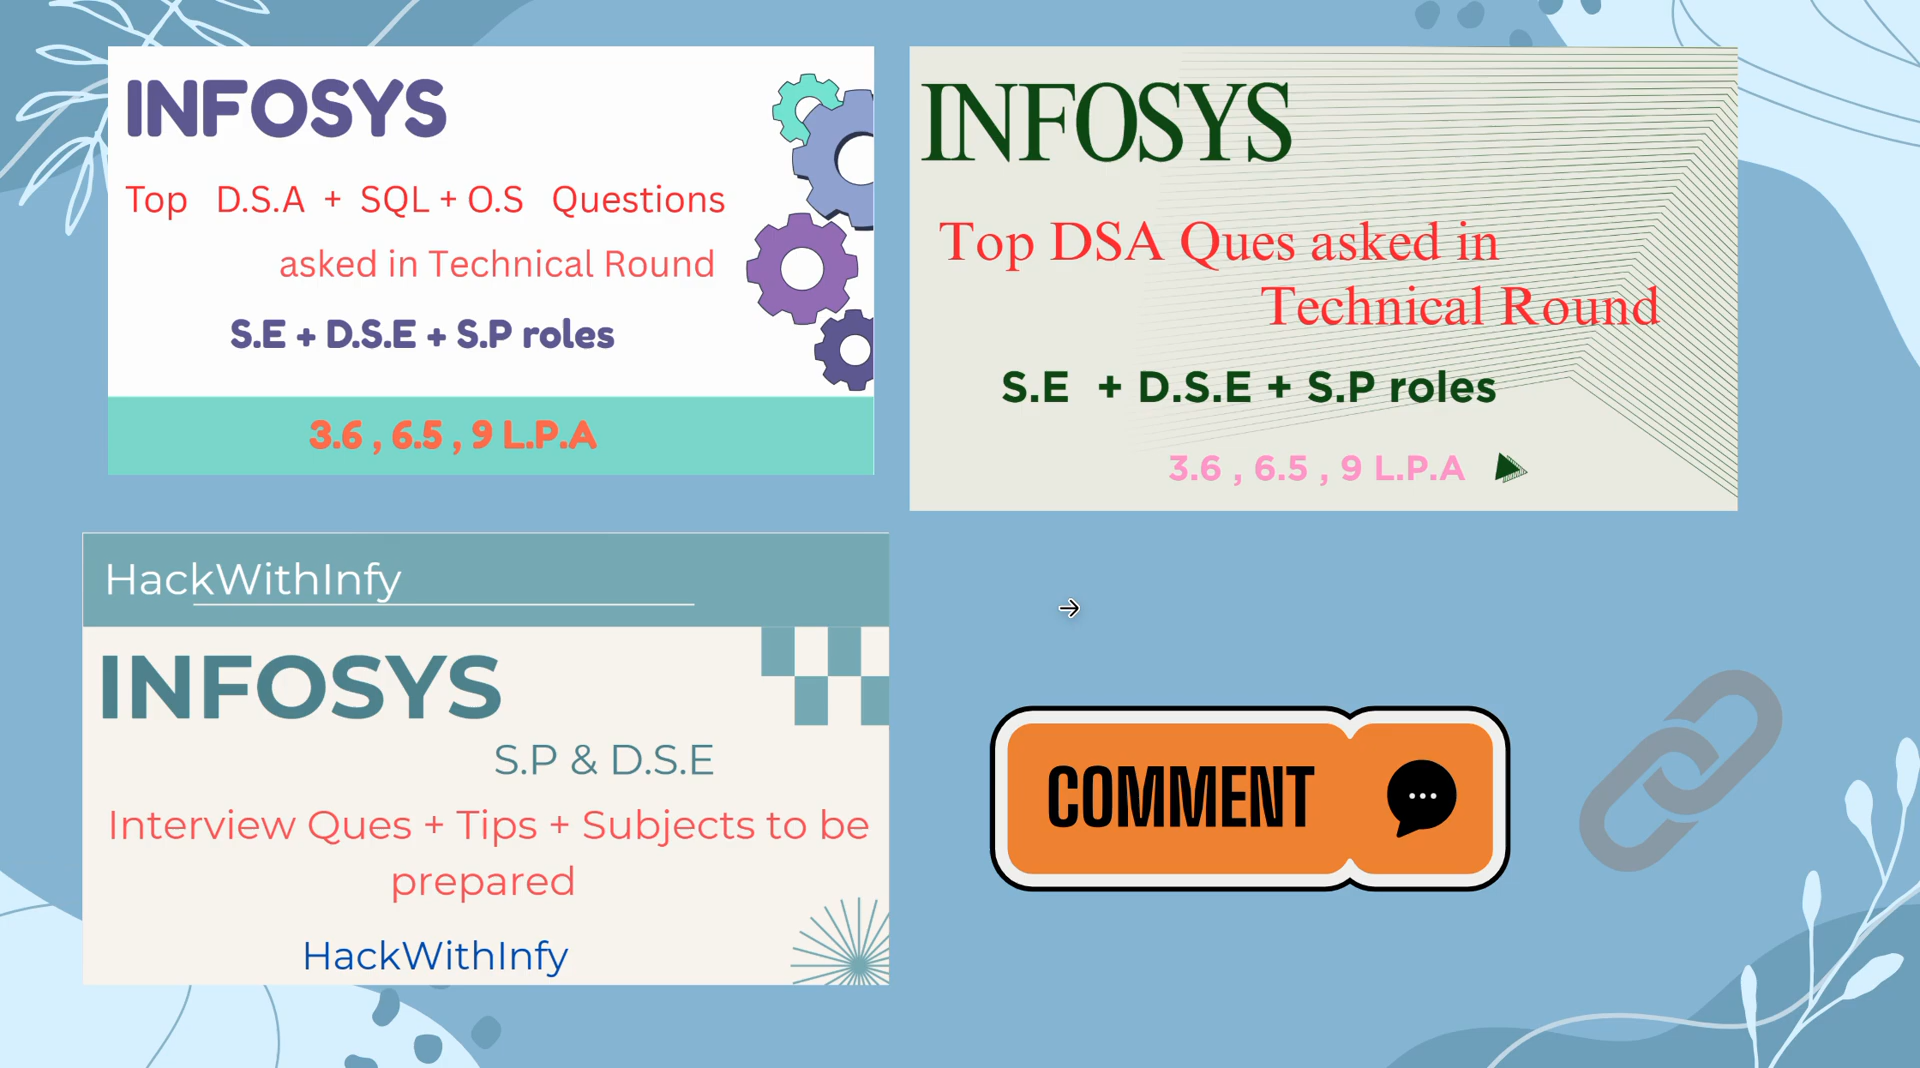 INFOSYS
Top D.S.A + SQL + O.S Questions
asked in Technical Round
S.E + D.S.E + S.P roles
3.6 , 6.5 , 9 L.P.A
INFOSYS
Top DSA Ques asked in
Technical Round
S.E + D.S.E + S.P roles
3.6 , 6.5 , 9 L.P.A
HackWithInfy
INFOSYS
S.P & D.S.E
Interview Ques + Tips + Subjects to be
prepared
HackWithInfy
COMMENT